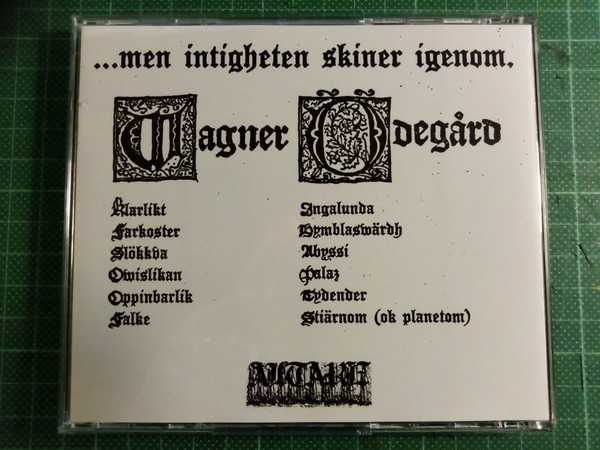 ...men intigheten skiner igenom.
Wagner Ödegård
Klarlikt
Farkoster
Slökkva
Owislikan
Oppinbarlik
Falke
Ingalunda
Hymblaswärdh
Abyssi
Palaz
Tydender
Stiärnom (ok planetom)